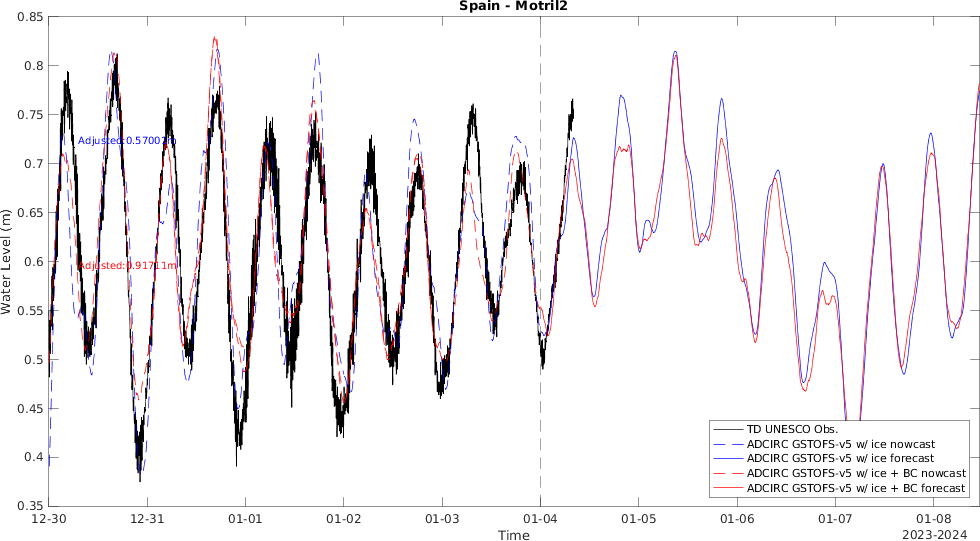 Spain - Motril2
0.85
0.8
0.75
0.7
0.65
0.6
0.55
0.5
0.45
0.4
0.35
Water Level (m)
Adjusted:0.57007m
Adjusted:0.91711m
TD UNESCO Obs.
ADCIRC GSTOFS-v5 w/ ice nowcast
ADCIRC GSTOFS-v5 w/ ice forecast
ADCIRC GSTOFS-v5 w/ ice + BC nowcast
ADCIRC GSTOFS-v5 w/ ice + BC forecast
12-30 12-31 01-01 01-02 01-03 01-04 01-05 01-06 01-07 01-08
Time
2023-2024